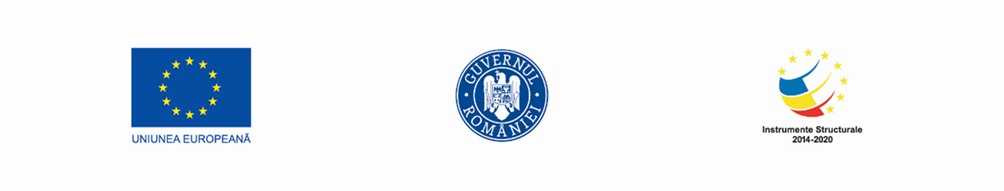 UNIUNEA EUROPEANĂ
GUVERNUL
ROMÂNIEI
Instrumente Structurale
2014-2020